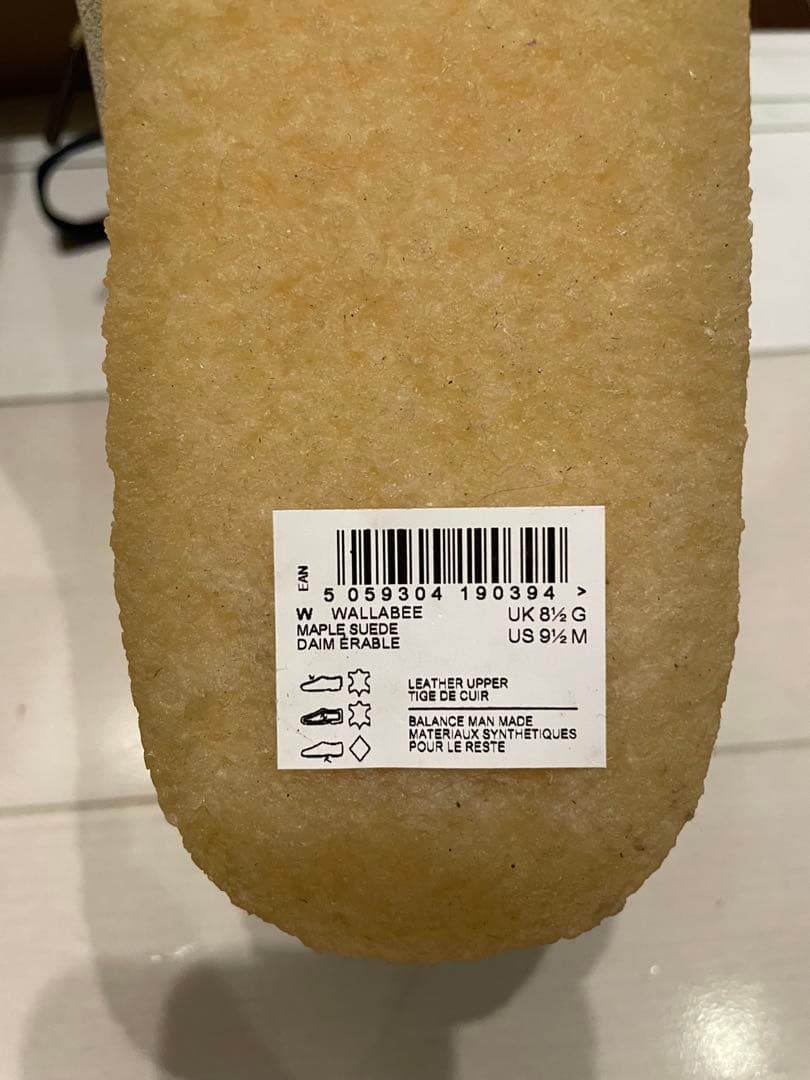 EAN
5 059304 190394 >
W WALLABEE UK 8½ G
MAPLE SUEDE US 9½ M
DAIM ÉRABLE
LEATHER UPPER
TIGE DE CUIR
BALANCE MAN MADE
MATERIAUX SYNTHETIQUES
POUR LE RESTE